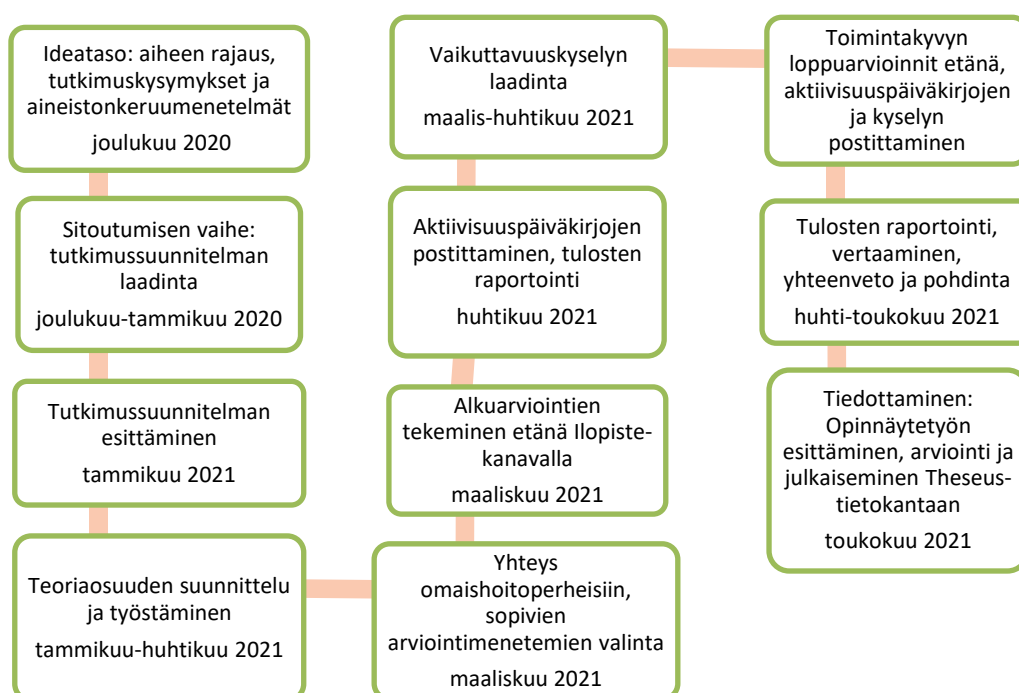 Ideataso: aiheen rajaus,
tutkimuskysymykset ja
aineistonkeruumenetelmät
joulukuu 2020
Sitoutumisen vaihe:
tutkimussuunnitelman
laadinta
joulukuu-tammikuu 2020
Tutkimussuunnitelman
esittäminen
tammikuu 2021
Teoriaosuuden suunnittelu
ja työstäminen
tammikuu-huhtikuu 2021
Yhteys
omaishoitoperheisiin,
sopivien
arviointimenetemien valinta
maaliskuu 2021
Alkuarviointien
tekeminen etänä Ilopiste-
kanavalla
maaliskuu 2021
Aktiivisuuspäiväkirjojen
postittaminen, tulosten
raportointi
huhtikuu 2021
Vaikuttavuuskyselyn
laadinta
maalis-huhtikuu 2021
Toimintakyvyn
loppuarvioinnit etänä,
aktiivisuuspäiväkirjojen
ja kyselyn
postittaminen
Tulosten raportointi,
vertaaminen,
yhteenveto ja pohdinta
huhti-toukokuu 2021
Tiedottaminen:
Opinnäytetyön
esittäminen, arviointi ja
julkaiseminen Theseus-
tietokantaan
toukokuu 2021